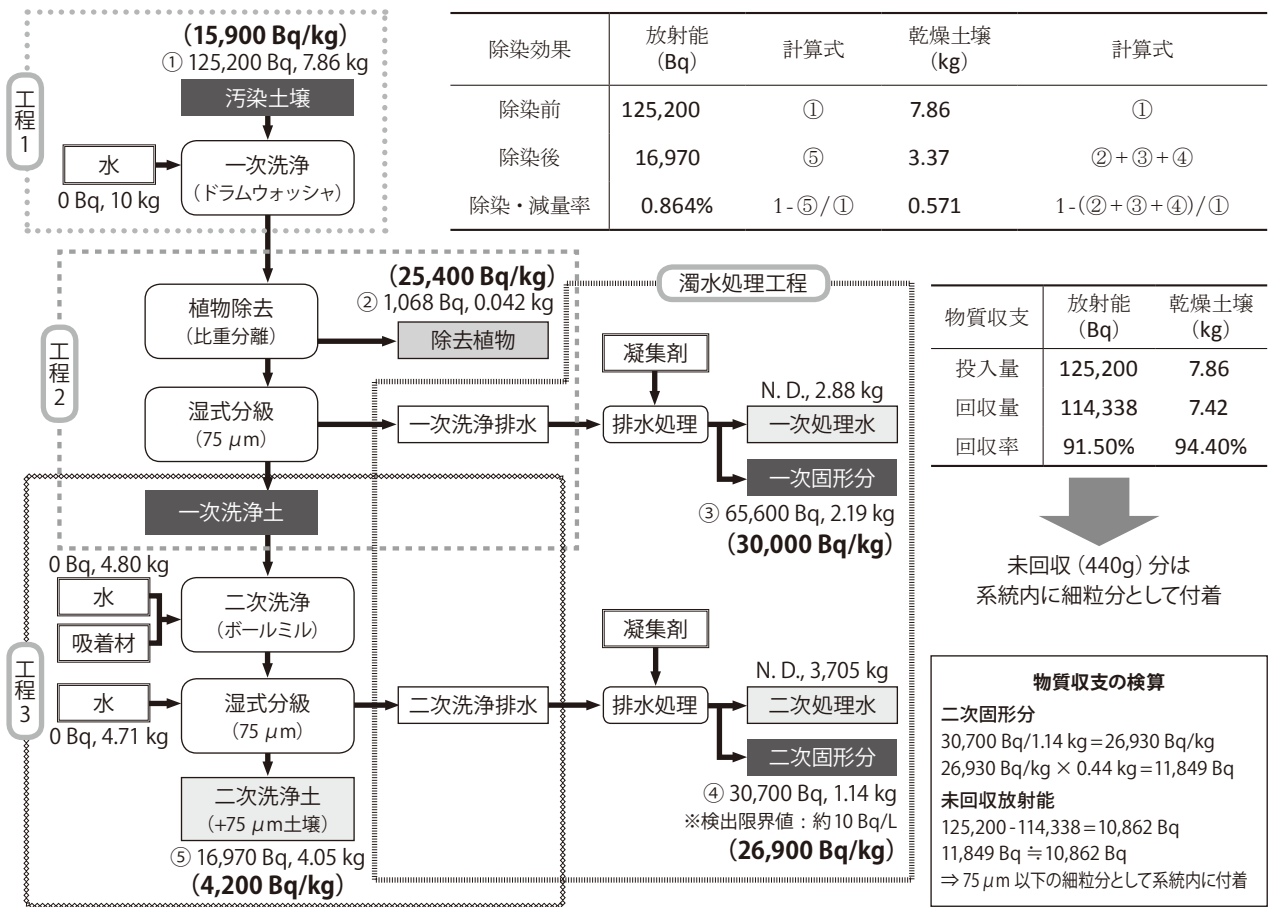 (15,900 Bq/kg)
① 125,200 Bq, 7.86 kg
汚染土壌
工程1
水
0 Bq, 10 kg
一次洗浄
(ドラムウォッシャ)
植物除去
(比重分離)
(25,400 Bq/kg)
② 1,068 Bq, 0.042 kg
除去植物
工程2
湿式分級
(75 μm)
一次洗浄土
濁水処理工程
一次洗浄排水
凝集剤
排水処理
N. D., 2.88 kg
一次処理水
一次固形分
③ 65,600 Bq, 2.19 kg
(30,000 Bq/kg)
工程3
0 Bq, 4.80 kg
水
吸着材
二次洗浄
(ボールミル)
水
0 Bq, 4.71 kg
湿式分級
(75 μm)
二次洗浄排水
凝集剤
排水処理
N. D., 3,705 kg
二次処理水
二次固形分
④ 30,700 Bq, 1.14 kg
※検出限界値：約10 Bq/L
(26,900 Bq/kg)
二次洗浄土
(+75 μm土壌)
⑤ 16,970 Bq, 4.05 kg
(4,200 Bq/kg)
除染効果 放射能(Bq) 計算式 乾燥土壌(kg) 計算式
除染前 125,200 ① 7.86 ①
除染後 16,970 ⑤ 3.37 ②+③+④
除染・減量率 0.864% 1-⑤/① 0.571 1-(②+③+④)/①
物質収支 放射能(Bq) 乾燥土壌(kg)
投入量 125,200 7.86
回収量 114,338 7.42
回収率 91.50% 94.40%
未回収(440g)分は
系統内に細粒分として付着
物質収支の検算
二次固形分
30,700 Bq/1.14 kg=26,930 Bq/kg
26,930 Bq/kg × 0.44 kg=11,849 Bq
未回収放射能
125,200-114,338=10,862 Bq
11,849 Bq ≒ 10,862 Bq
⇒ 75 μm 以下の細粒分として系統内に付着